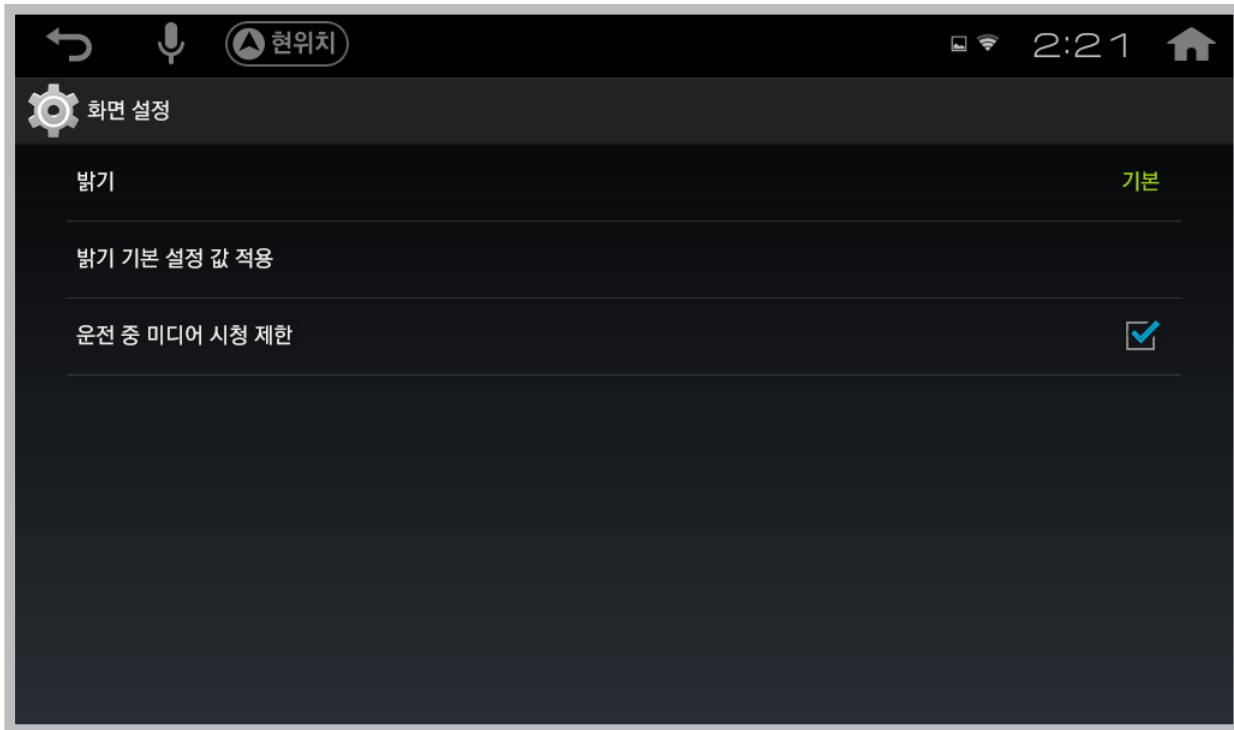 현위치
2:21
화면 설정
밝기 기본
밝기 기본 설정 값 적용
운전 중 미디어 시청 제한